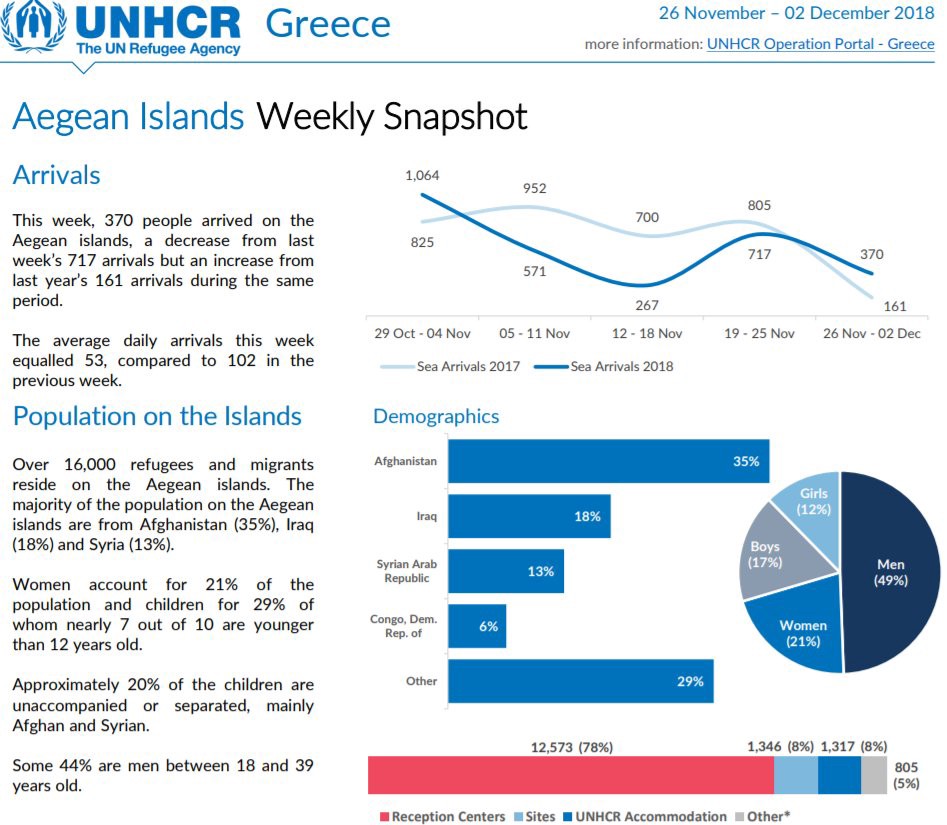 UNHCR
The UN Refugee Agency
Greece
26 November – 02 December 2018
more information: UNHCR Operation Portal - Greece
Aegean Islands Weekly Snapshot
Arrivals
This week, 370 people arrived on the
Aegean islands, a decrease from last
week's 717 arrivals but an increase from
last year's 161 arrivals during the same
period.
The average daily arrivals this week
equalled 53, compared to 102 in the
previous week.
1,064
952
700
805
825
571
267
717
370
161
29 Oct - 04 Nov
05 - 11 Nov
12 - 18 Nov
19 - 25 Nov
26 Nov - 02 Dec
Sea Arrivals 2017
Sea Arrivals 2018
Population on the Islands
Over 16,000 refugees and migrants
reside on the Aegean islands. The
majority of the population on the Aegean
islands are from Afghanistan (35%), Iraq
(18%) and Syria (13%).
Women account for 21% of the
population and children for 29% of
whom nearly 7 out of 10 are younger
than 12 years old.
Approximately 20% of the children are
unaccompanied or separated, mainly
Afghan and Syrian.
Some 44% are men between 18 and 39
years old.
Demographics
Afghanistan
35%
Iraq
18%
Syrian Arab
Republic
13%
Congo, Dem.
Rep. of
6%
Other
29%
Girls
(12%)
Boys
(17%)
Men
(49%)
Women
(21%)
12,573 (78%)
1,346 (8%)
1,317 (8%)
805
(5%)
Reception Centers
Sites
UNHCR Accommodation
Other*